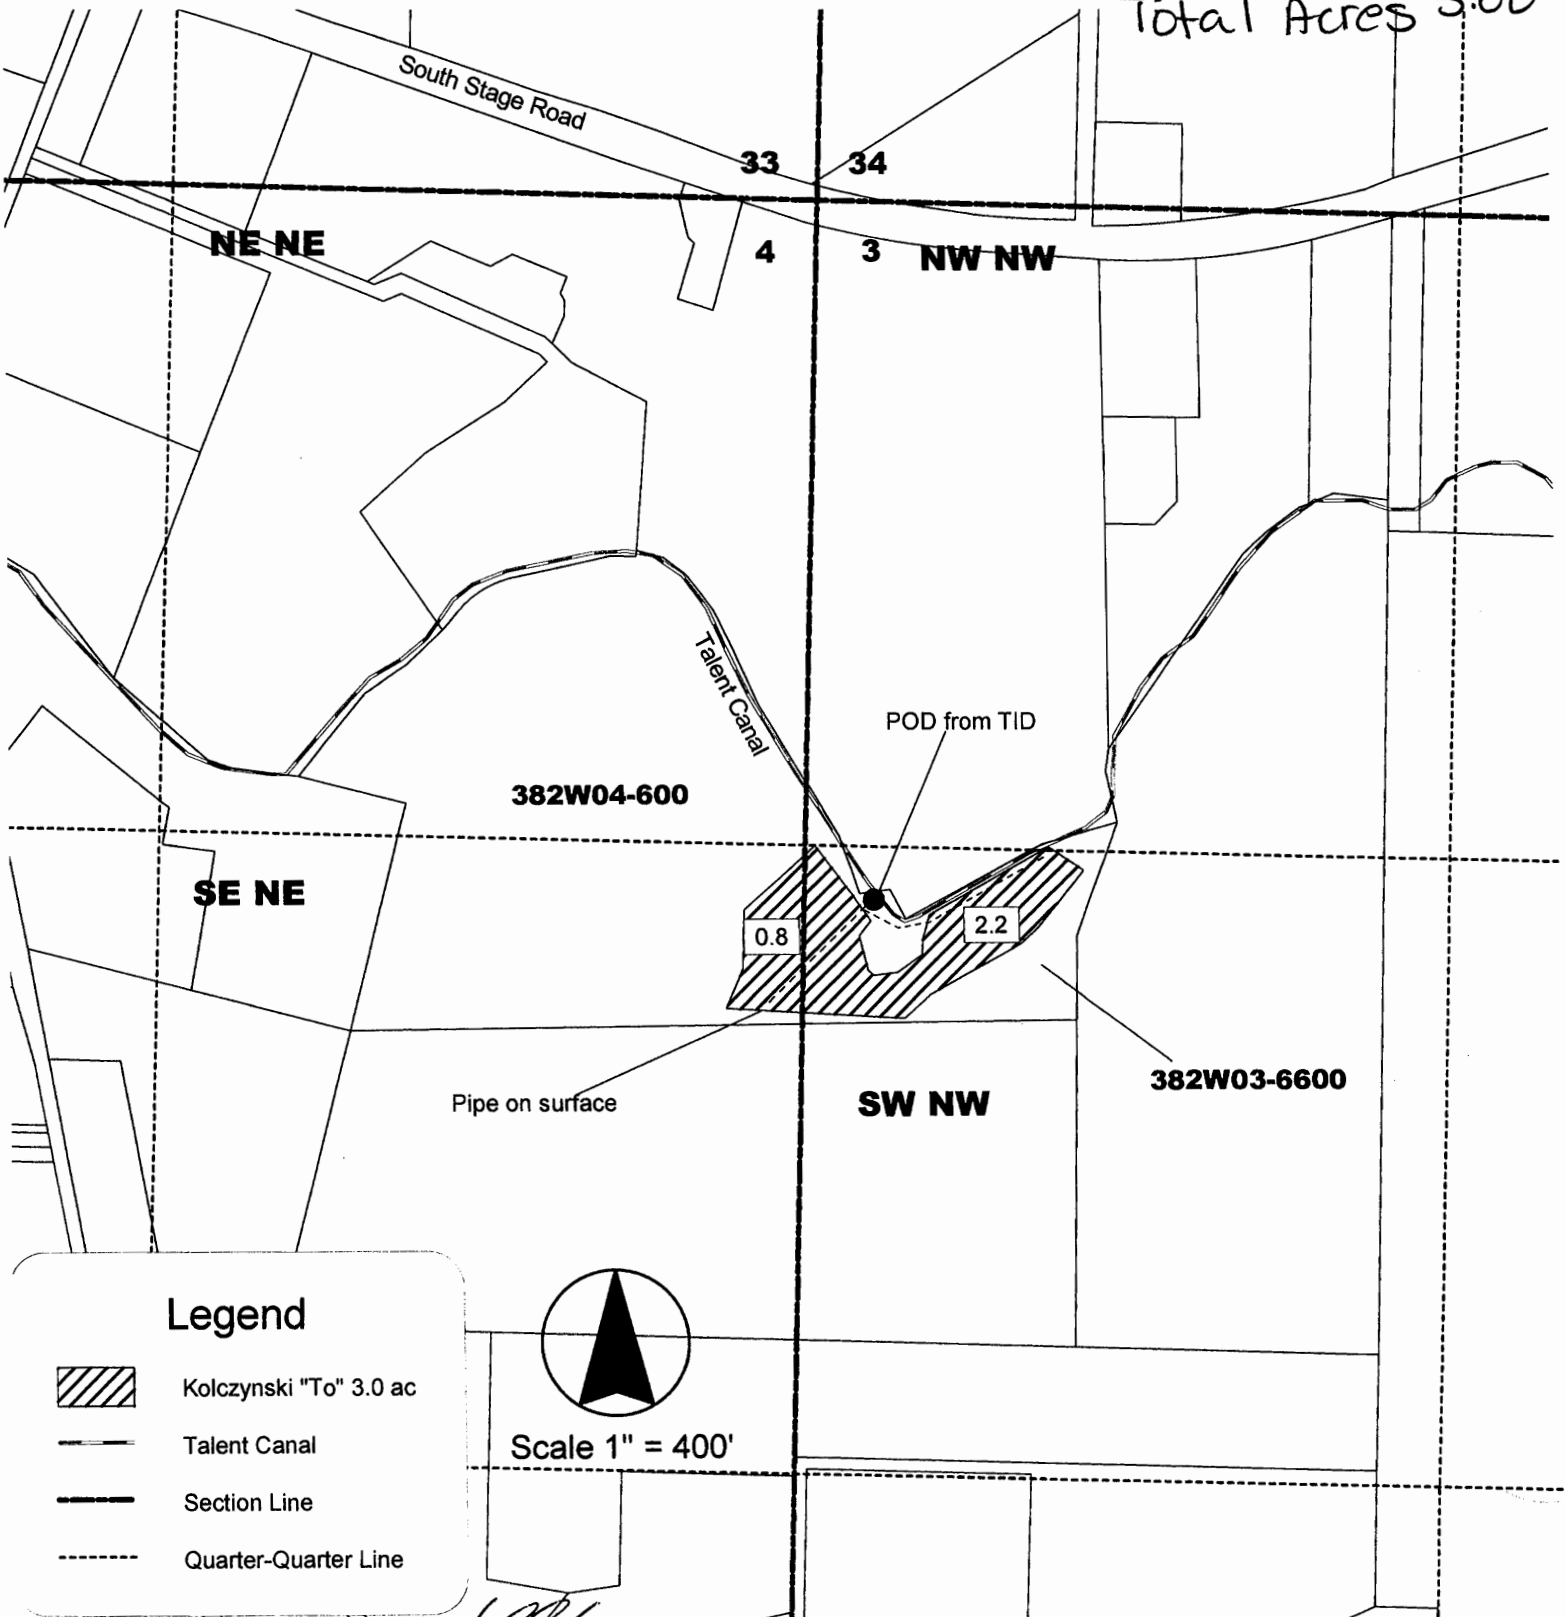 Total Acres 3.00
South Stage Road
33
34
NE NE
4
3
NW NW
Talent Canal
POD from TID
382W04-600
SE NE
0.8
2.2
382W03-6600
Pipe on surface
SW NW
Legend
Kolczynski "To" 3.0 ac
Talent Canal
Section Line
Quarter-Quarter Line
Scale 1" = 400'